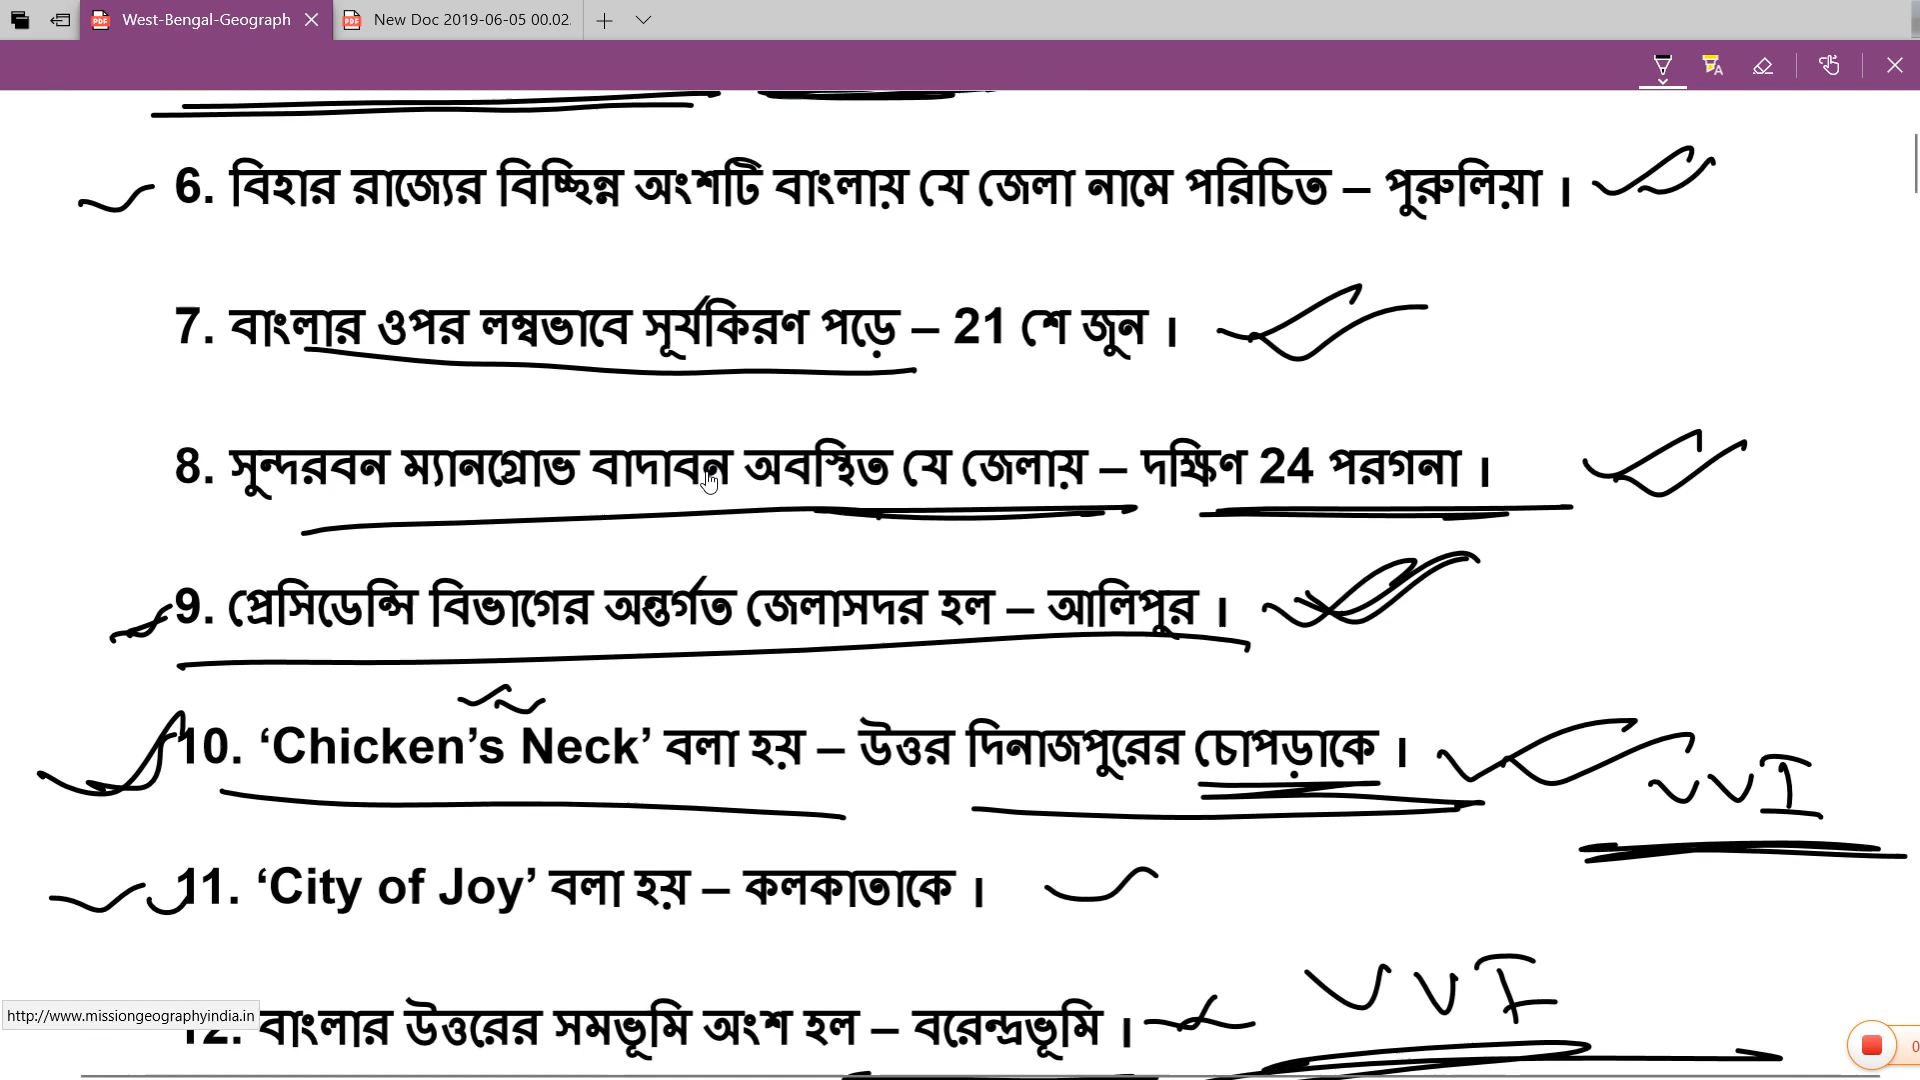 West-Bengal-Geograph
New Doc 2019-06-05 00.02.
6. বিহার রাজ্যের বিচ্ছিন্ন অংশটি বাংলায় যে জেলা নামে পরিচিত – পুরুলিয়া ।
7. বাংলার ওপর লম্বভাবে সূর্যকিরণ পড়ে – 21 শে জুন ।
8. সুন্দরবন ম্যানগ্রোভ বাদাবন অবস্থিত যে জেলায় – দক্ষিণ 24 পরগনা ।
9. প্রেসিডেন্সি বিভাগের অন্তর্গত জেলাসদর হল – আলিপুর ।
10. ‘Chicken’s Neck’ বলা হয় – উত্তর দিনাজপুরের চোপড়াকে ।
VVI
11. ‘City of Joy’ বলা হয় – কলকাতাকে ।
VVI
http://www.missiongeographyindia.in
12. বাংলার উত্তরের সমভূমি অংশ হল – বরেন্দ্রভূমি ।
0